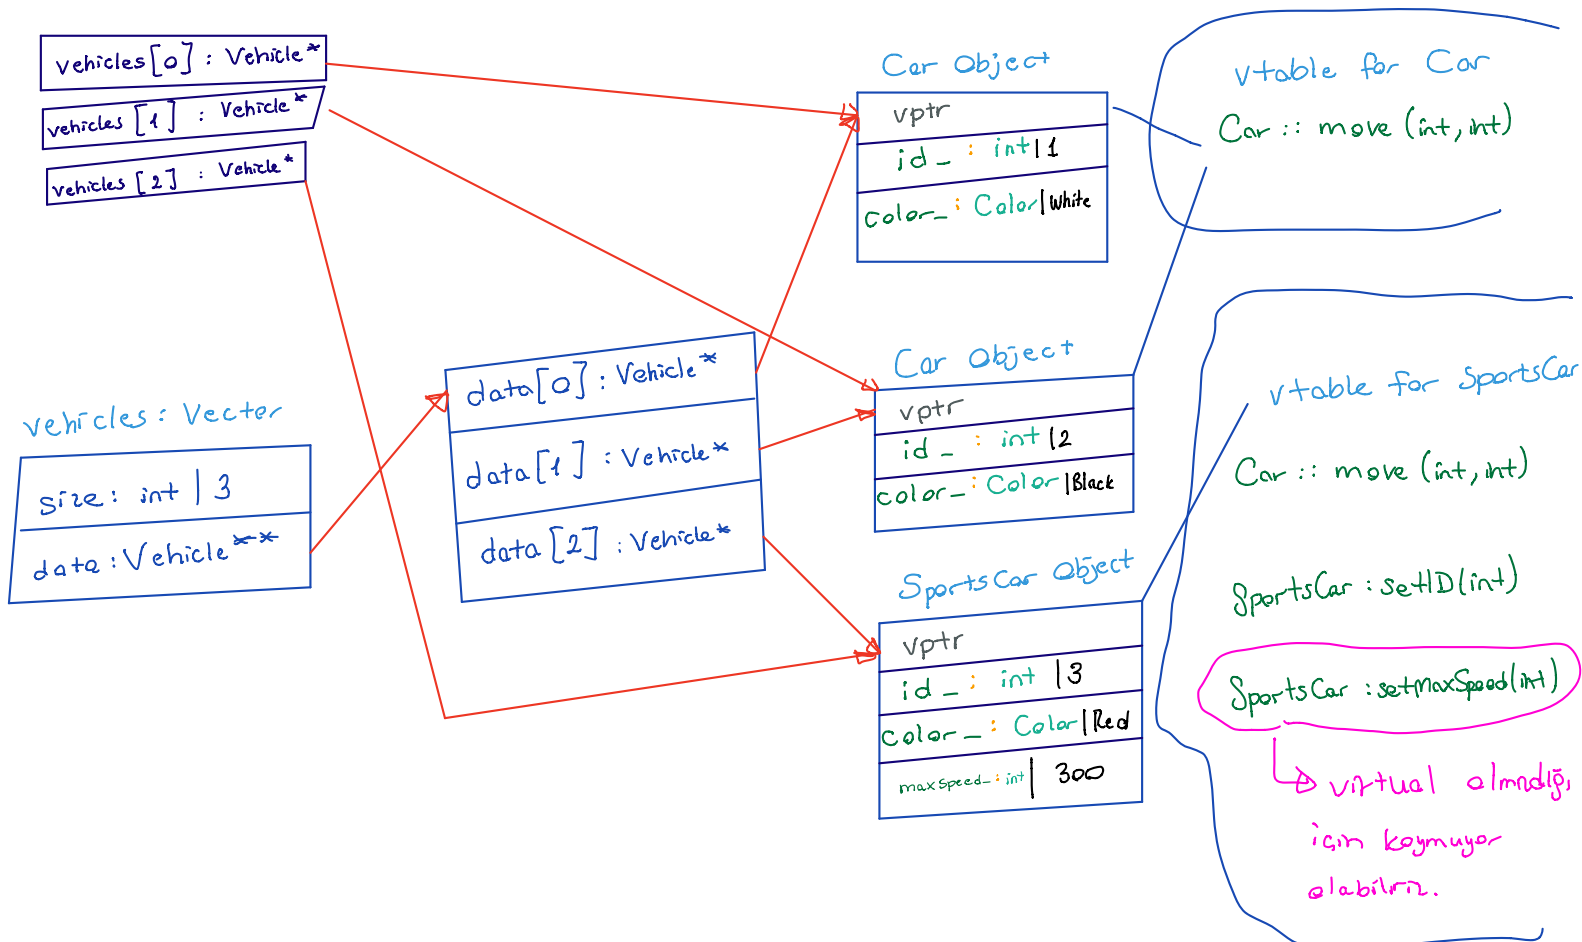 vehicles[0] : Vehicle*
vehicles [1] : Vehicle*
vehicles [2] : Vehicle*
vehicles: Vector
size: int | 3
data: Vehicle**
data[0] : Vehicle*
data[1] : Vehicle*
data [2] : Vehicle*
Car Object
vptr
id_ : int | 1
color_ : Color | White
Car Object
vptr
id_ : int | 2
color_ : Color | Black
SportsCar Object
vptr
id_ : int | 3
color_ : Color | Red
maxSpeed_ : int | 300
vtable for Car
Car :: move (int, int)
vtable for SportsCar
Car :: move (int, int)
SportsCar : setID(int)
SportsCar : setMaxSpeed(int)
virtual olmadığı
için koymuyor
olabiliriz.